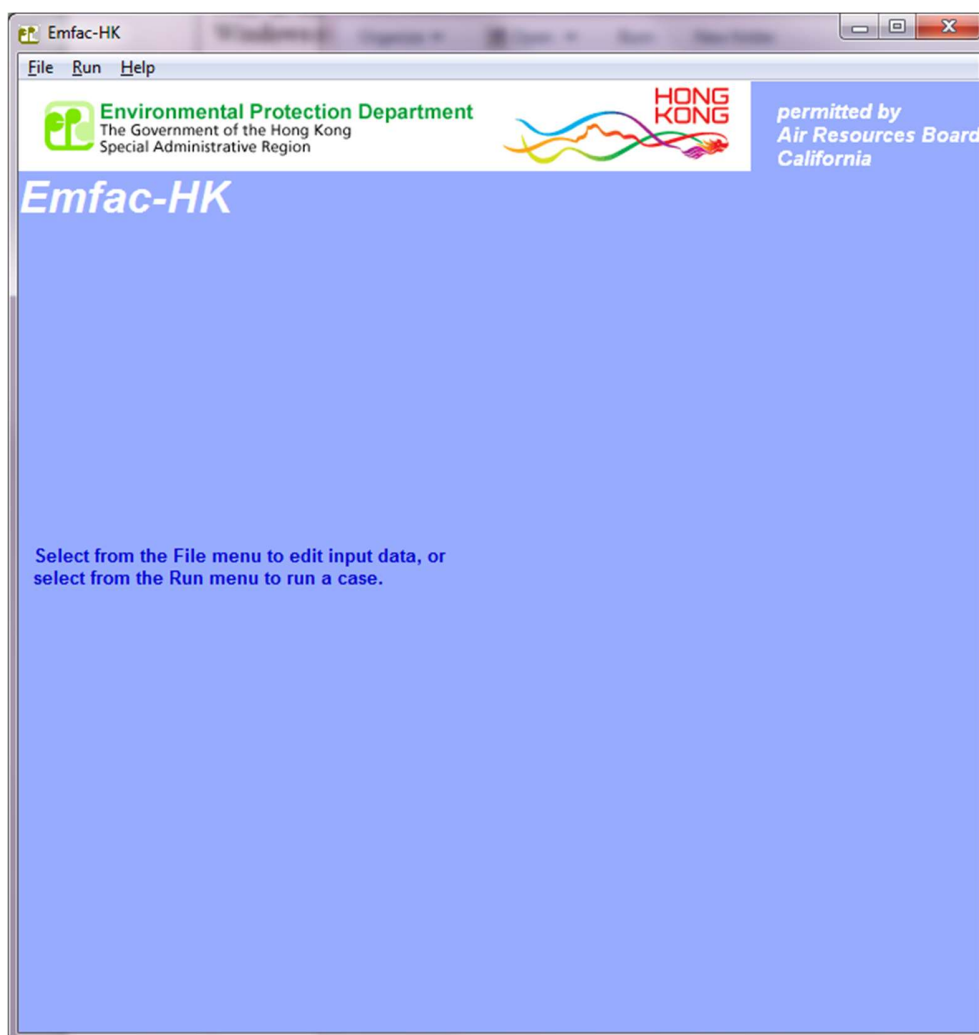 Emfac-HK
File Run Help
Environmental Protection Department
The Government of the Hong Kong
Special Administrative Region
HONG
KONG
permitted by
Air Resources Board
California
Emfac-HK
Select from the File menu to edit input data, or
select from the Run menu to run a case.